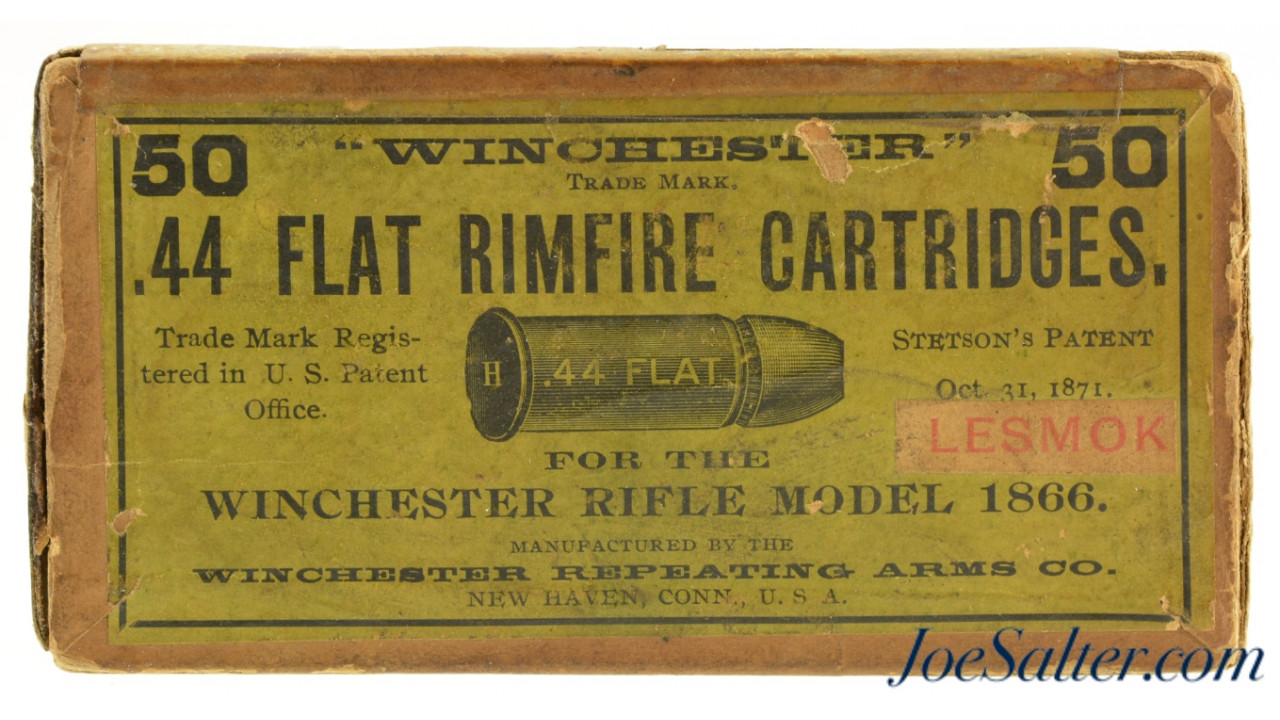 50 "WINCHESTER" 50
TRADE MARK.
.44 FLAT RIMFIRE CARTRIDGES.
Trade Mark Regis-
tered in U. S. Patent
Office.
H .44 FLAT.
STETSON'S PATENT
Oct. 31, 1871.
LESMOK
FOR THE
WINCHESTER RIFLE MODEL 1866.
MANUFACTURED BY THE
WINCHESTER REPEATING ARMS CO.
NEW HAVEN, CONN., U. S A.
JoeSalter.com